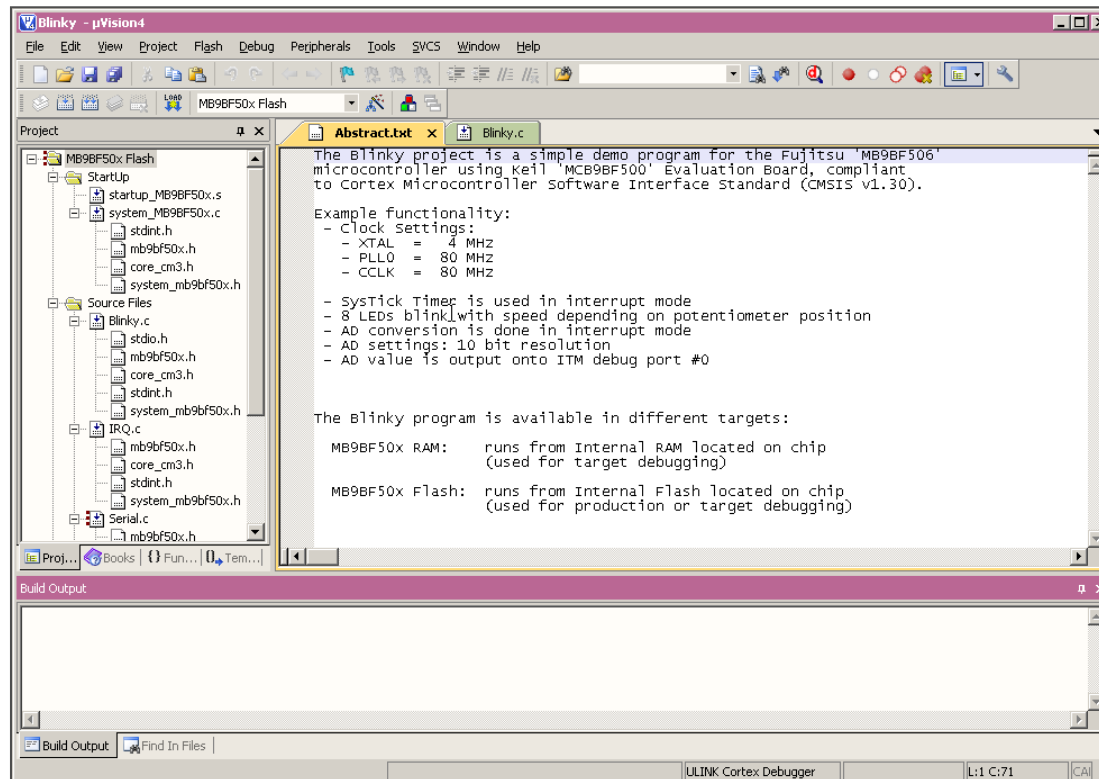 Blinky - µVision4
File Edit View Project Flash Debug Peripherals Tools SVCS Window Help
LOAD MB9BF50x Flash
Project
Abstract.txt x Blinky.c
MB9BF50x Flash
StartUp
startup_MB9BF50x.s
system_MB9BF50x.c
stdint.h
mb9bf50x.h
core_cm3.h
system_mb9bf50x.h
Source Files
Blinky.c
stdio.h
mb9bf50x.h
core_cm3.h
stdint.h
system_mb9bf50x.h
IRQ.c
mb9bf50x.h
core_cm3.h
stdint.h
system_mb9bf50x.h
Serial.c
mb9bf50x.h
Proj... Books {} Fun... 0 Tem...
The Blinky project is a simple demo program for the Fujitsu 'MB9BF506'
microcontroller using Keil 'MCB9BF500' Evaluation Board, compliant
to Cortex Microcontroller Software Interface Standard (CMSIS v1.30).
Example functionality:
- Clock Settings:
- XTAL = 4 MHz
- PLL0 = 80 MHz
- CCLK = 80 MHz
- SysTick Timer is used in interrupt mode
- 8 LEDs blink with speed depending on potentiometer position
- AD conversion is done in interrupt mode
- AD settings: 10 bit resolution
- AD value is output onto ITM debug port #0
The Blinky program is available in different targets:
MB9BF50x RAM: runs from Internal RAM located on chip
(used for target debugging)
MB9BF50x Flash: runs from Internal Flash located on chip
(used for production or target debugging)
Build Output
Build Output Find In Files
ULINK Cortex Debugger L:1 C:71 CAI